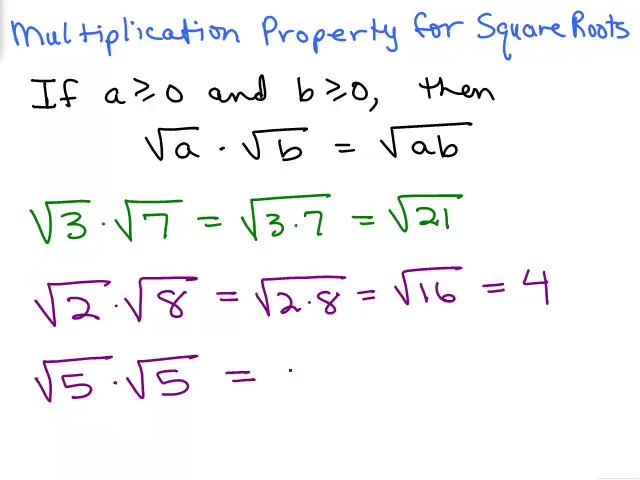 Multiplication Property for Square Roots
If a ≥ 0 and b ≥ 0, then
√a · √b = √ab
√3 · √7 = √3·7 = √21
√2 · √8 = √2·8 = √16 = 4
√5 · √5 =